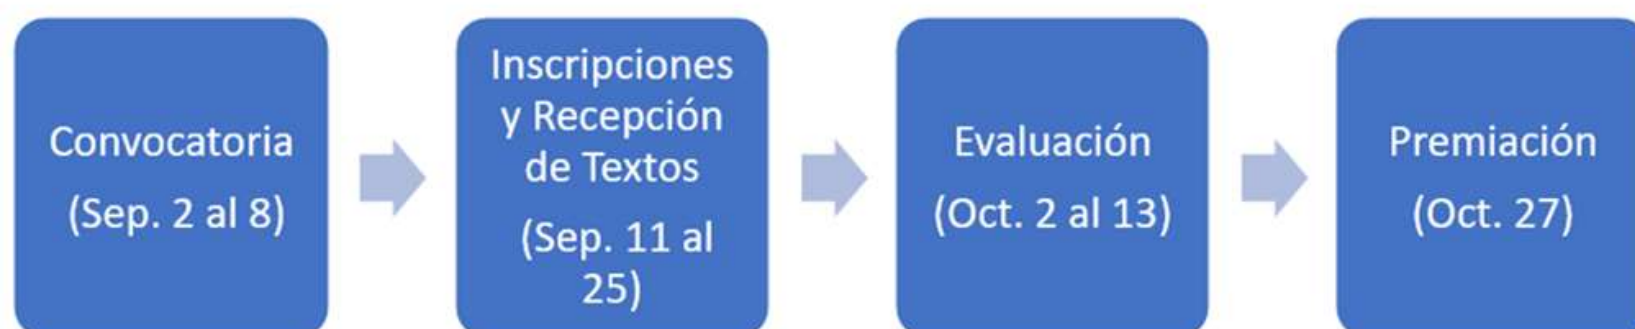 Convocatoria
(Sep. 2 al 8)
Inscripciones
y Recepción
de Textos
(Sep. 11 al
25)
Evaluación
(Oct. 2 al 13)
Premiación
(Oct. 27)